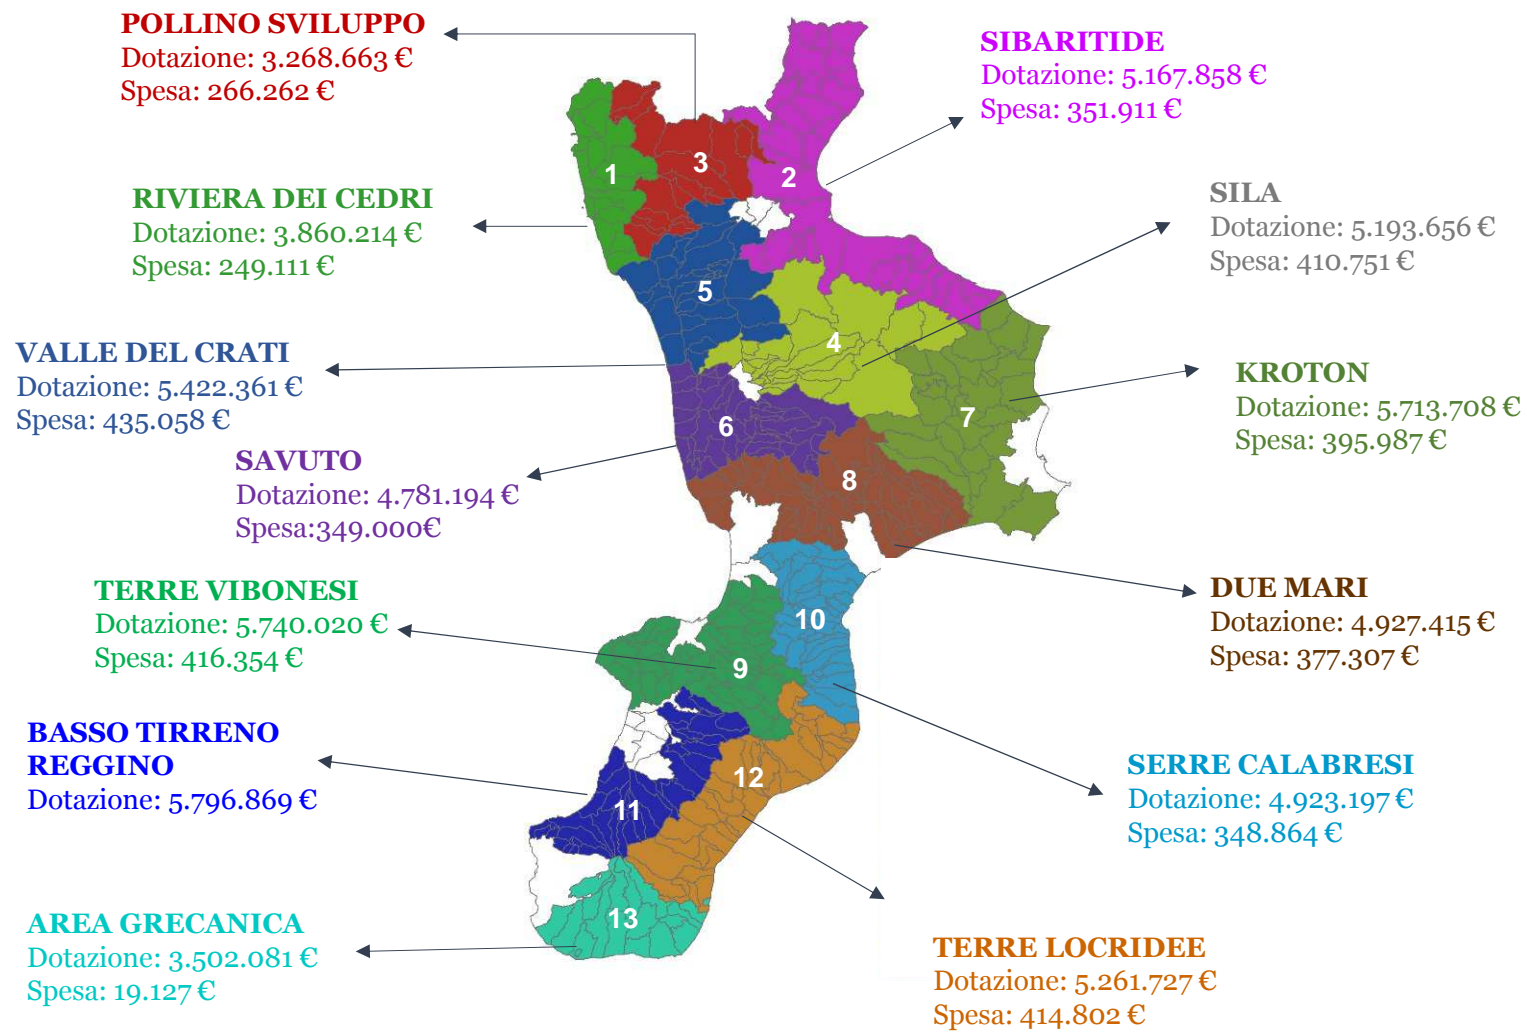 POLLINO SVILUPPO
Dotazione: 3.268.663 €
Spesa: 266.262 €
SIBARITIDE
Dotazione: 5.167.858 €
Spesa: 351.911 €
RIVIERA DEI CEDRI
Dotazione: 3.860.214 €
Spesa: 249.111 €
SILA
Dotazione: 5.193.656 €
Spesa: 410.751 €
VALLE DEL CRATI
Dotazione: 5.422.361 €
Spesa: 435.058 €
KROTON
Dotazione: 5.713.708 €
Spesa: 395.987 €
SAVUTO
Dotazione: 4.781.194 €
Spesa:349.000€
TERRE VIBONESI
Dotazione: 5.740.020 €
Spesa: 416.354 €
DUE MARI
Dotazione: 4.927.415 €
Spesa: 377.307 €
BASSO TIRRENO
REGGINO
Dotazione: 5.796.869 €
SERRE CALABRESI
Dotazione: 4.923.197 €
Spesa: 348.864 €
AREA GRECANICA
Dotazione: 3.502.081 €
Spesa: 19.127 €
TERRE LOCRIDEE
Dotazione: 5.261.727 €
Spesa: 414.802 €
1
3
2
5
4
6
7
8
10
9
12
11
13